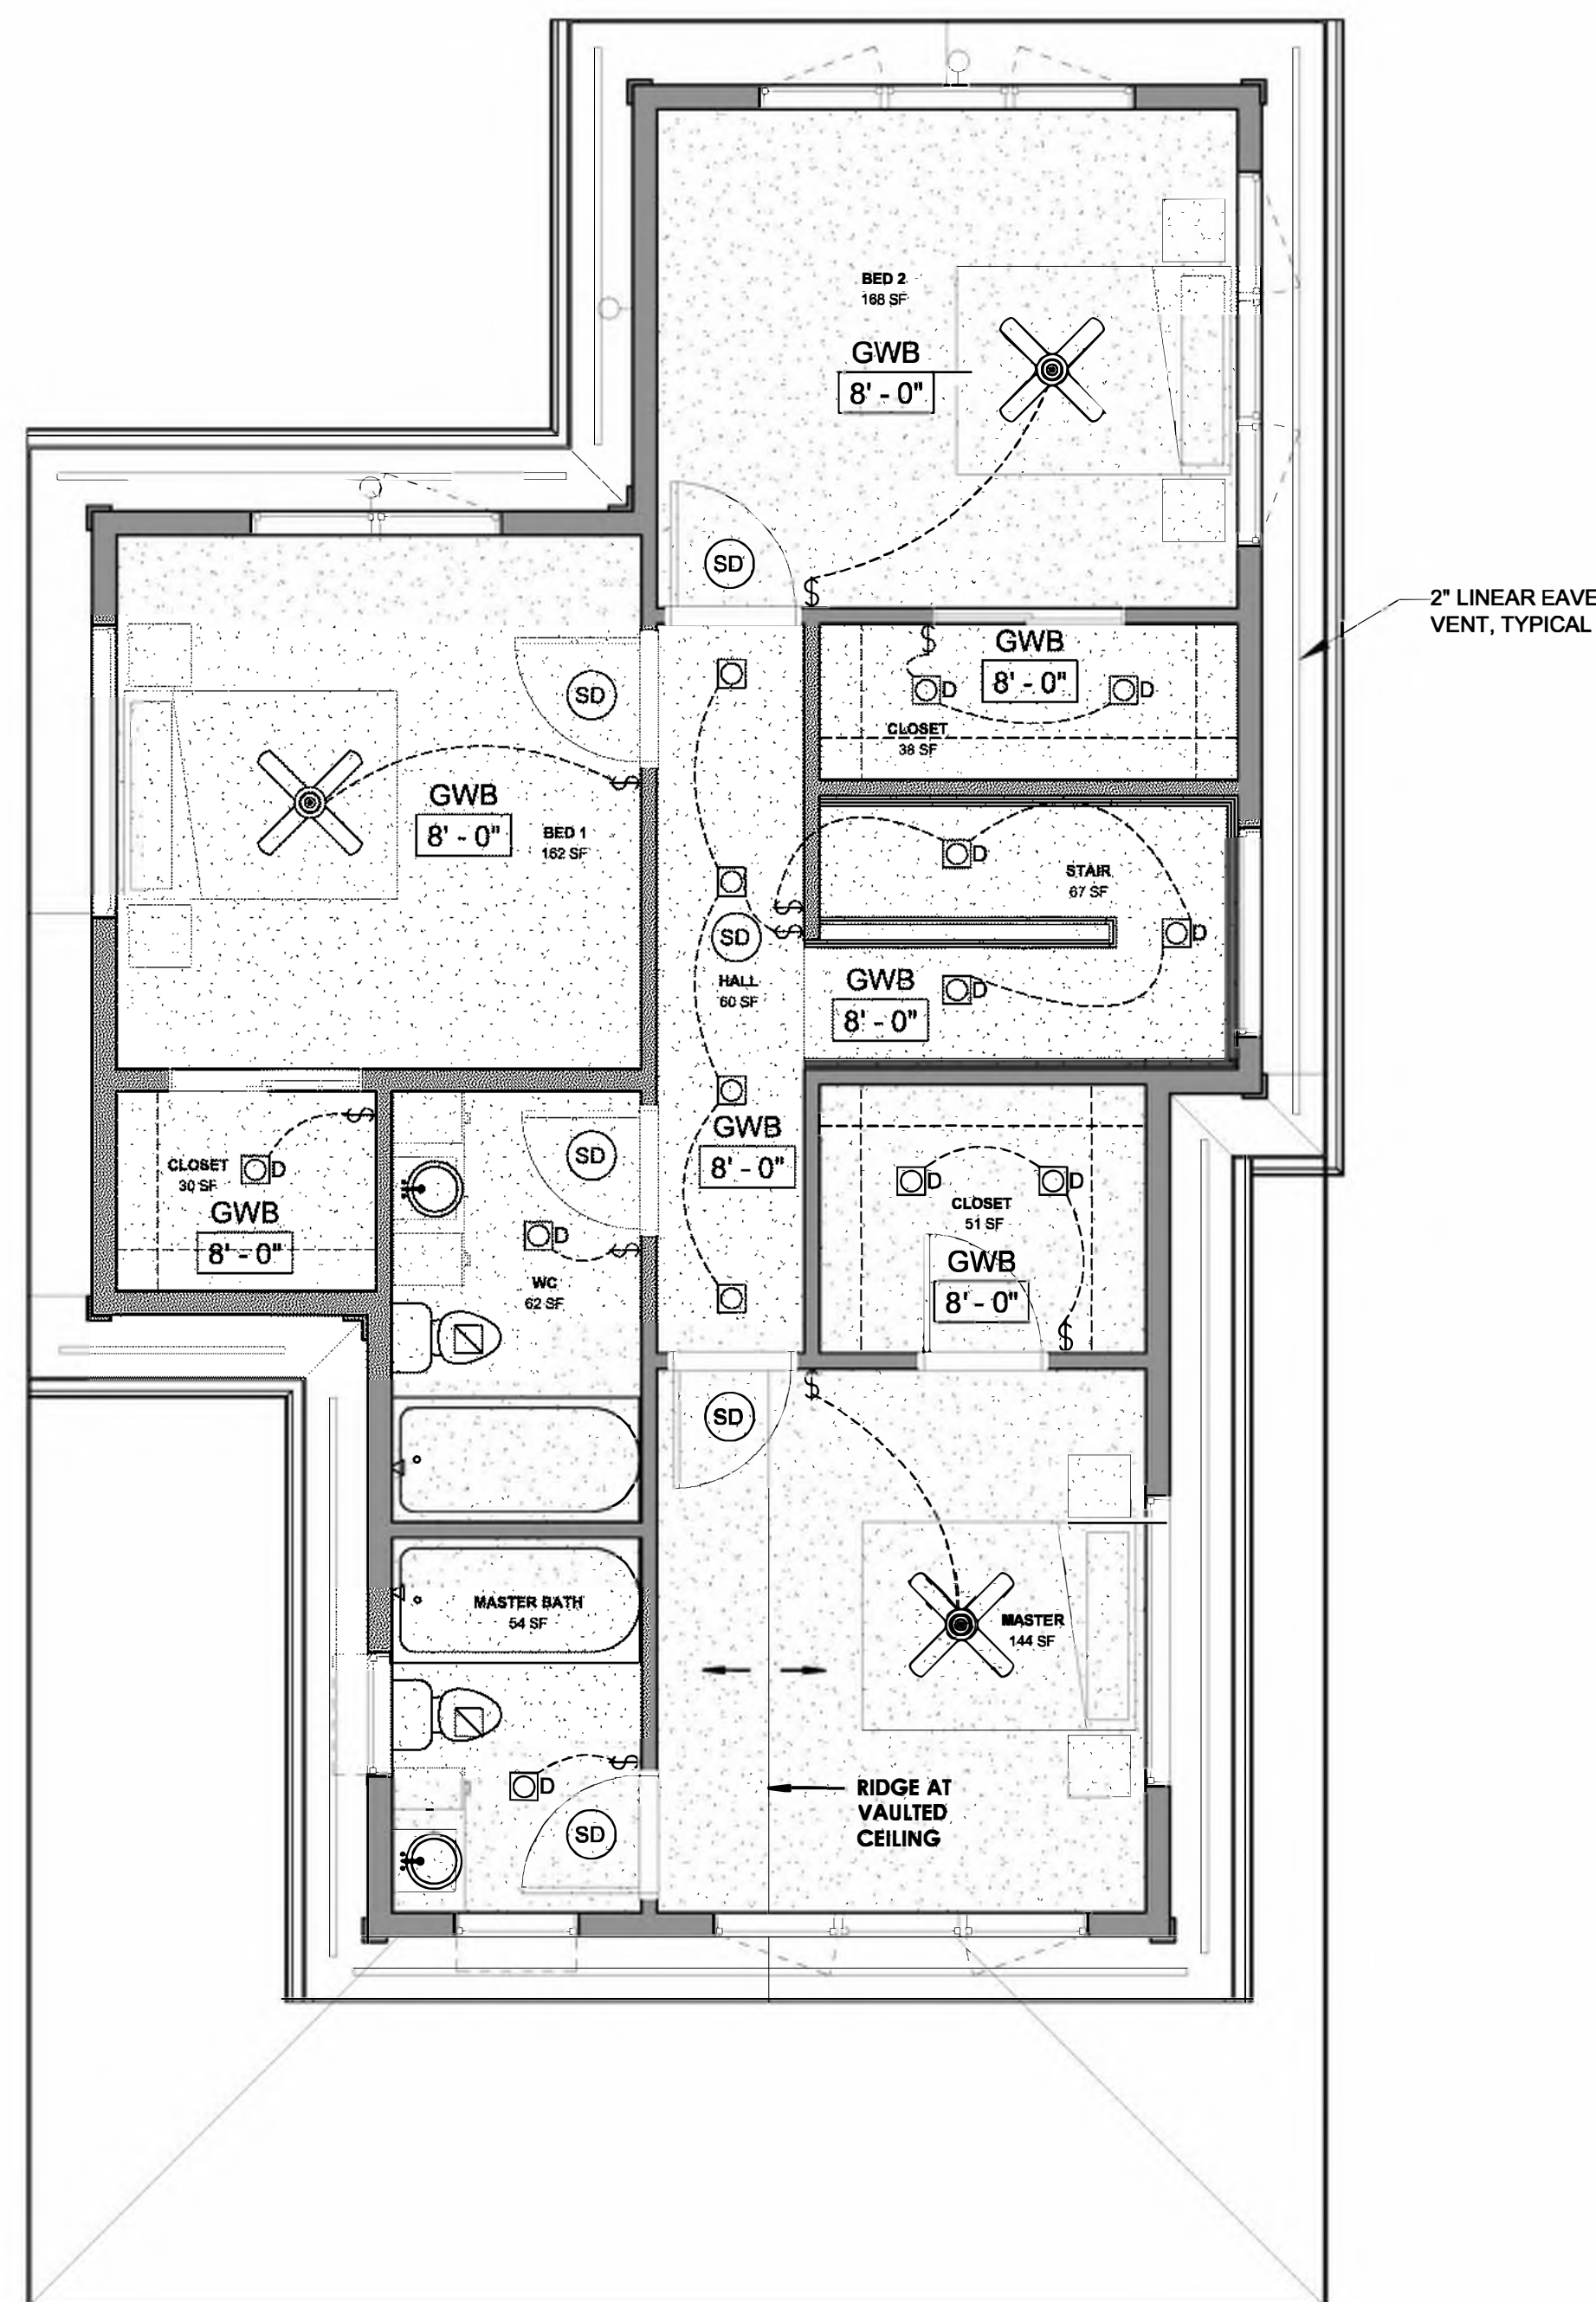 BED 2
168 SF
GWB
8' - 0"
SD
$
2" LINEAR EAVE
VENT, TYPICAL
$
GWB
8' - 0"
D
D
CLOSET
38 SF
SD
$
GWB
8' - 0"
BED 1
162 SF
D
STAIR
67 SF
$
$
SD
D
HALL
60 SF
GWB
8' - 0"
D
$
CLOSET
30 SF
D
GWB
8' - 0"
SD
D
$
WC
62 SF
GWB
8' - 0"
D
D
CLOSET
51 SF
GWB
8' - 0"
$
$
SD
MASTER BATH
54 SF
MASTER
144 SF
$
D
SD
RIDGE AT
VAULTED
CEILING